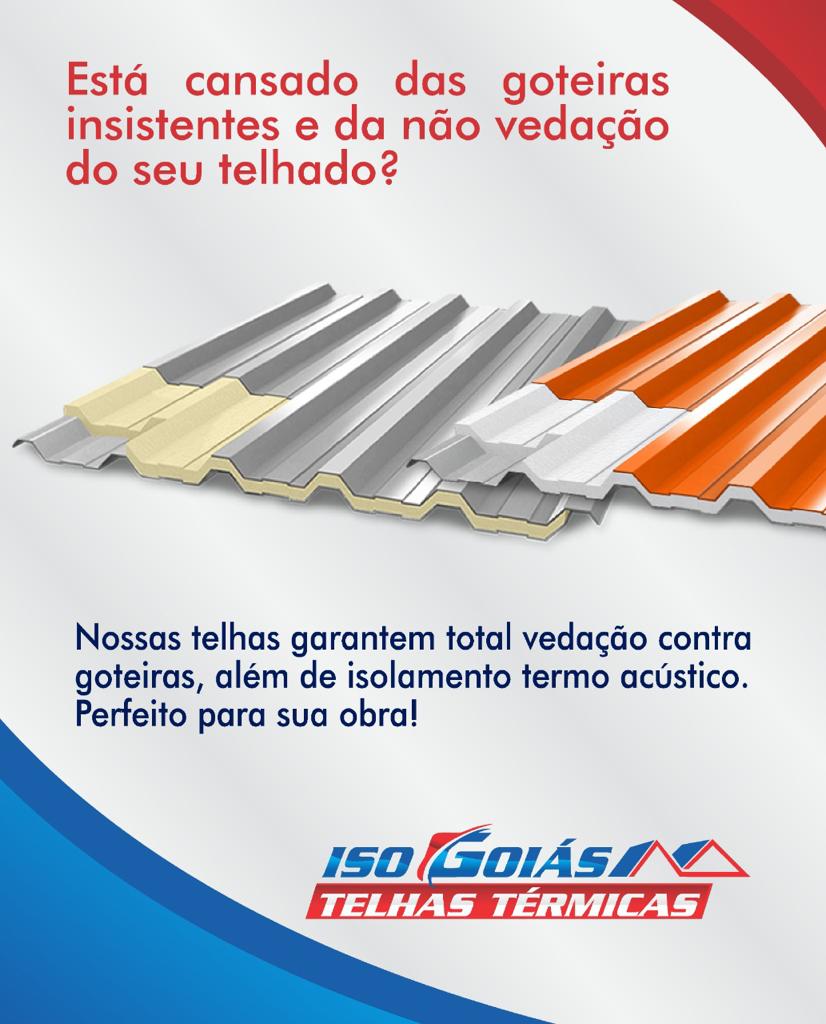 Está cansado das goteiras
insistentes e da não vedação
do seu telhado?
Nossas telhas garantem total vedação contra
goteiras, além de isolamento termo acústico.
Perfeito para sua obra!
ISO GOIÁS
TELHAS TÉRMICAS